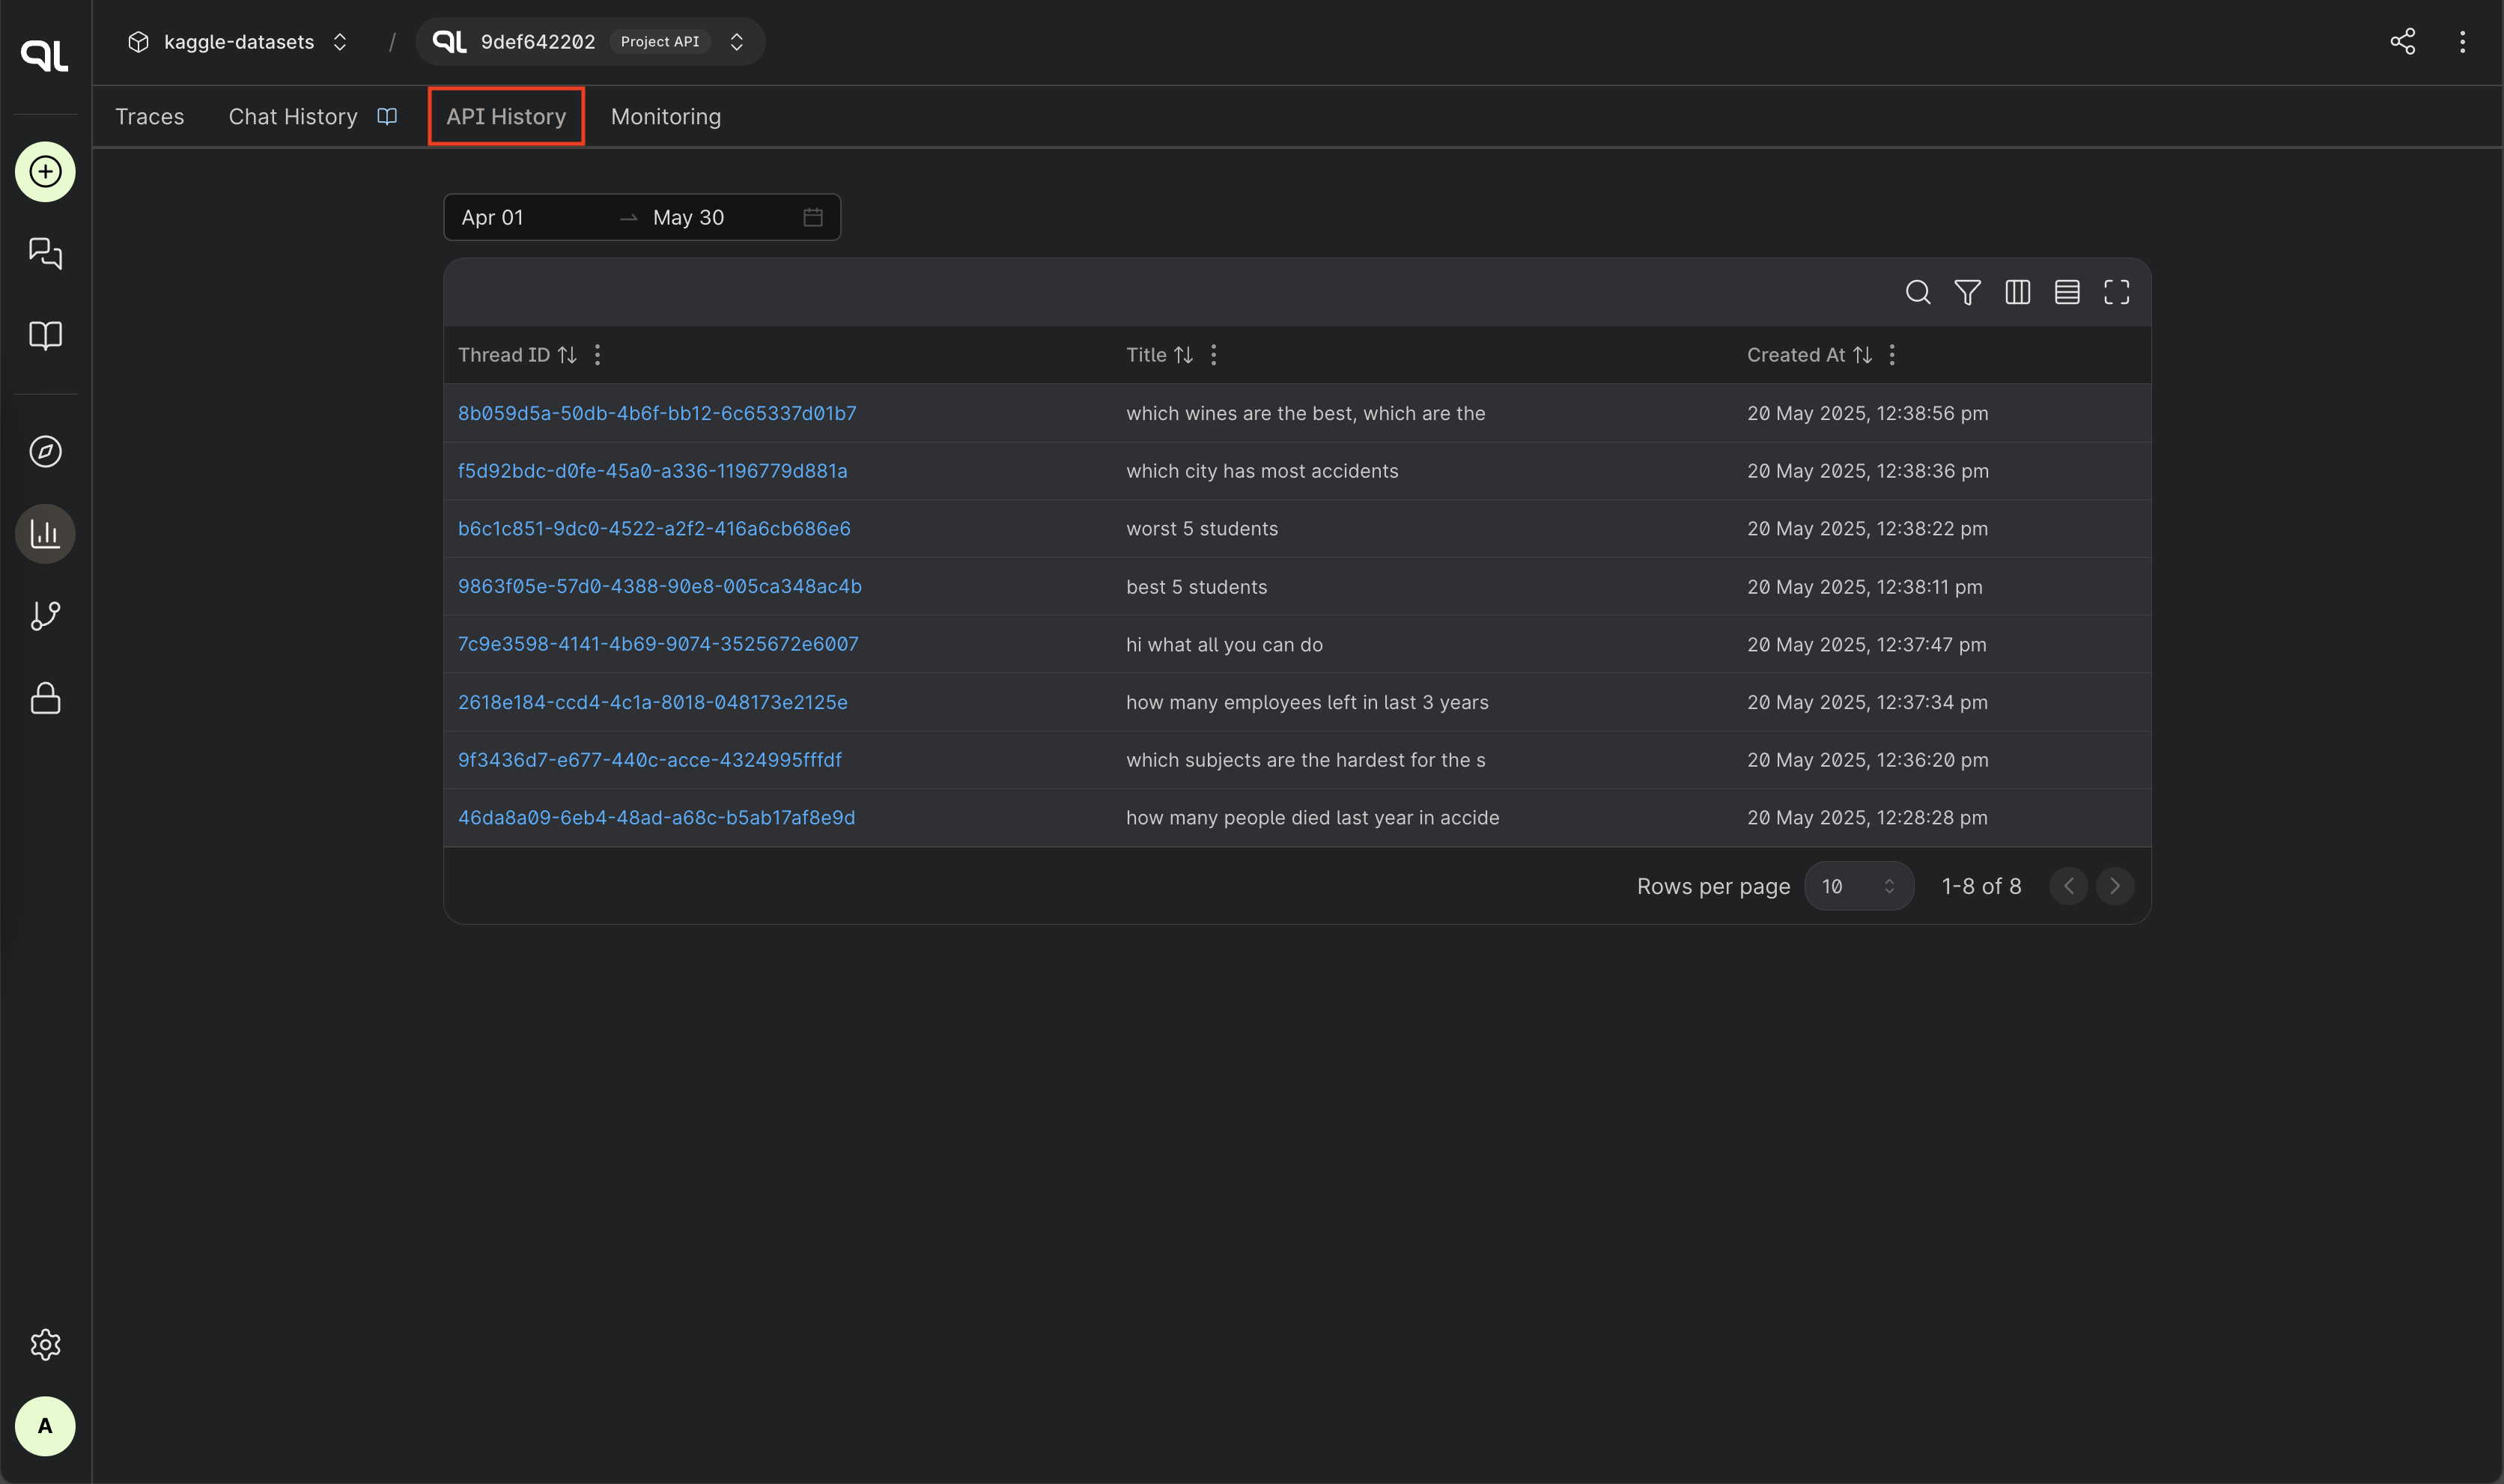 QL kaggle-datasets / QL 9def642202 Project API
Traces Chat History API History Monitoring
Apr 01 → May 30
Thread ID Title Created At
8b059d5a-50db-4b6f-bb12-6c65337d01b7 which wines are the best, which are the 20 May 2025, 12:38:56 pm
f5d92bdc-d0fe-45a0-a336-1196779d881a which city has most accidents 20 May 2025, 12:38:36 pm
b6c1c851-9dc0-4522-a2f2-416a6cb686e6 worst 5 students 20 May 2025, 12:38:22 pm
9863f05e-57d0-4388-90e8-005ca348ac4b best 5 students 20 May 2025, 12:38:11 pm
7c9e3598-4141-4b69-9074-3525672e6007 hi what all you can do 20 May 2025, 12:37:47 pm
2618e184-ccd4-4c1a-8018-048173e2125e how many employees left in last 3 years 20 May 2025, 12:37:34 pm
9f3436d7-e677-440c-acce-4324995fffdf which subjects are the hardest for the s 20 May 2025, 12:36:20 pm
46da8a09-6eb4-48ad-a68c-b5ab17af8e9d how many people died last year in accide 20 May 2025, 12:28:28 pm
Rows per page 10 1-8 of 8
A